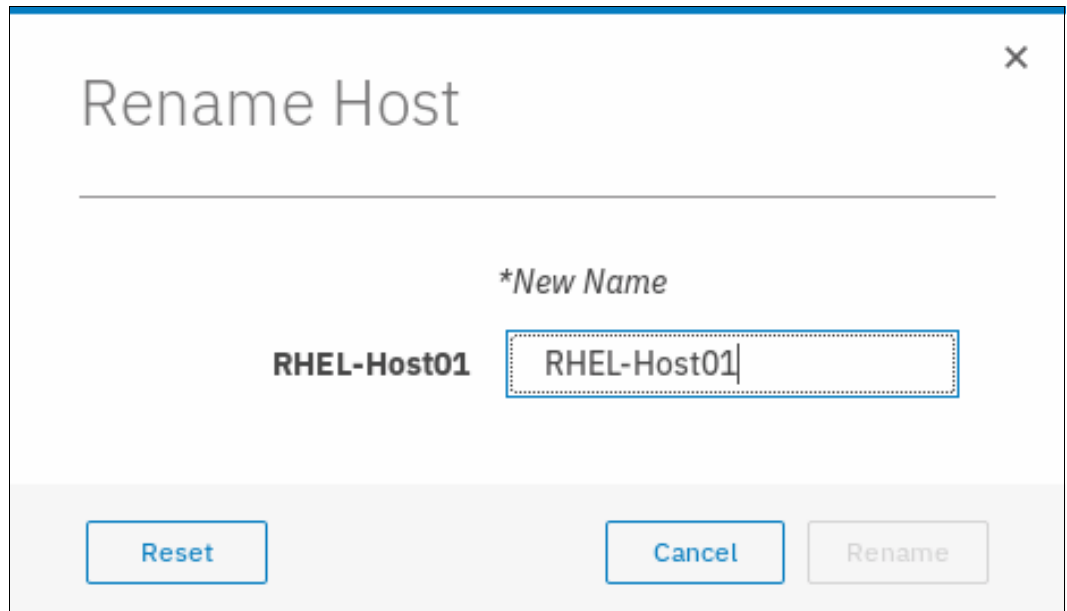 Rename Host
*New Name
RHEL-Host01 RHEL-Host01
Reset Cancel Rename